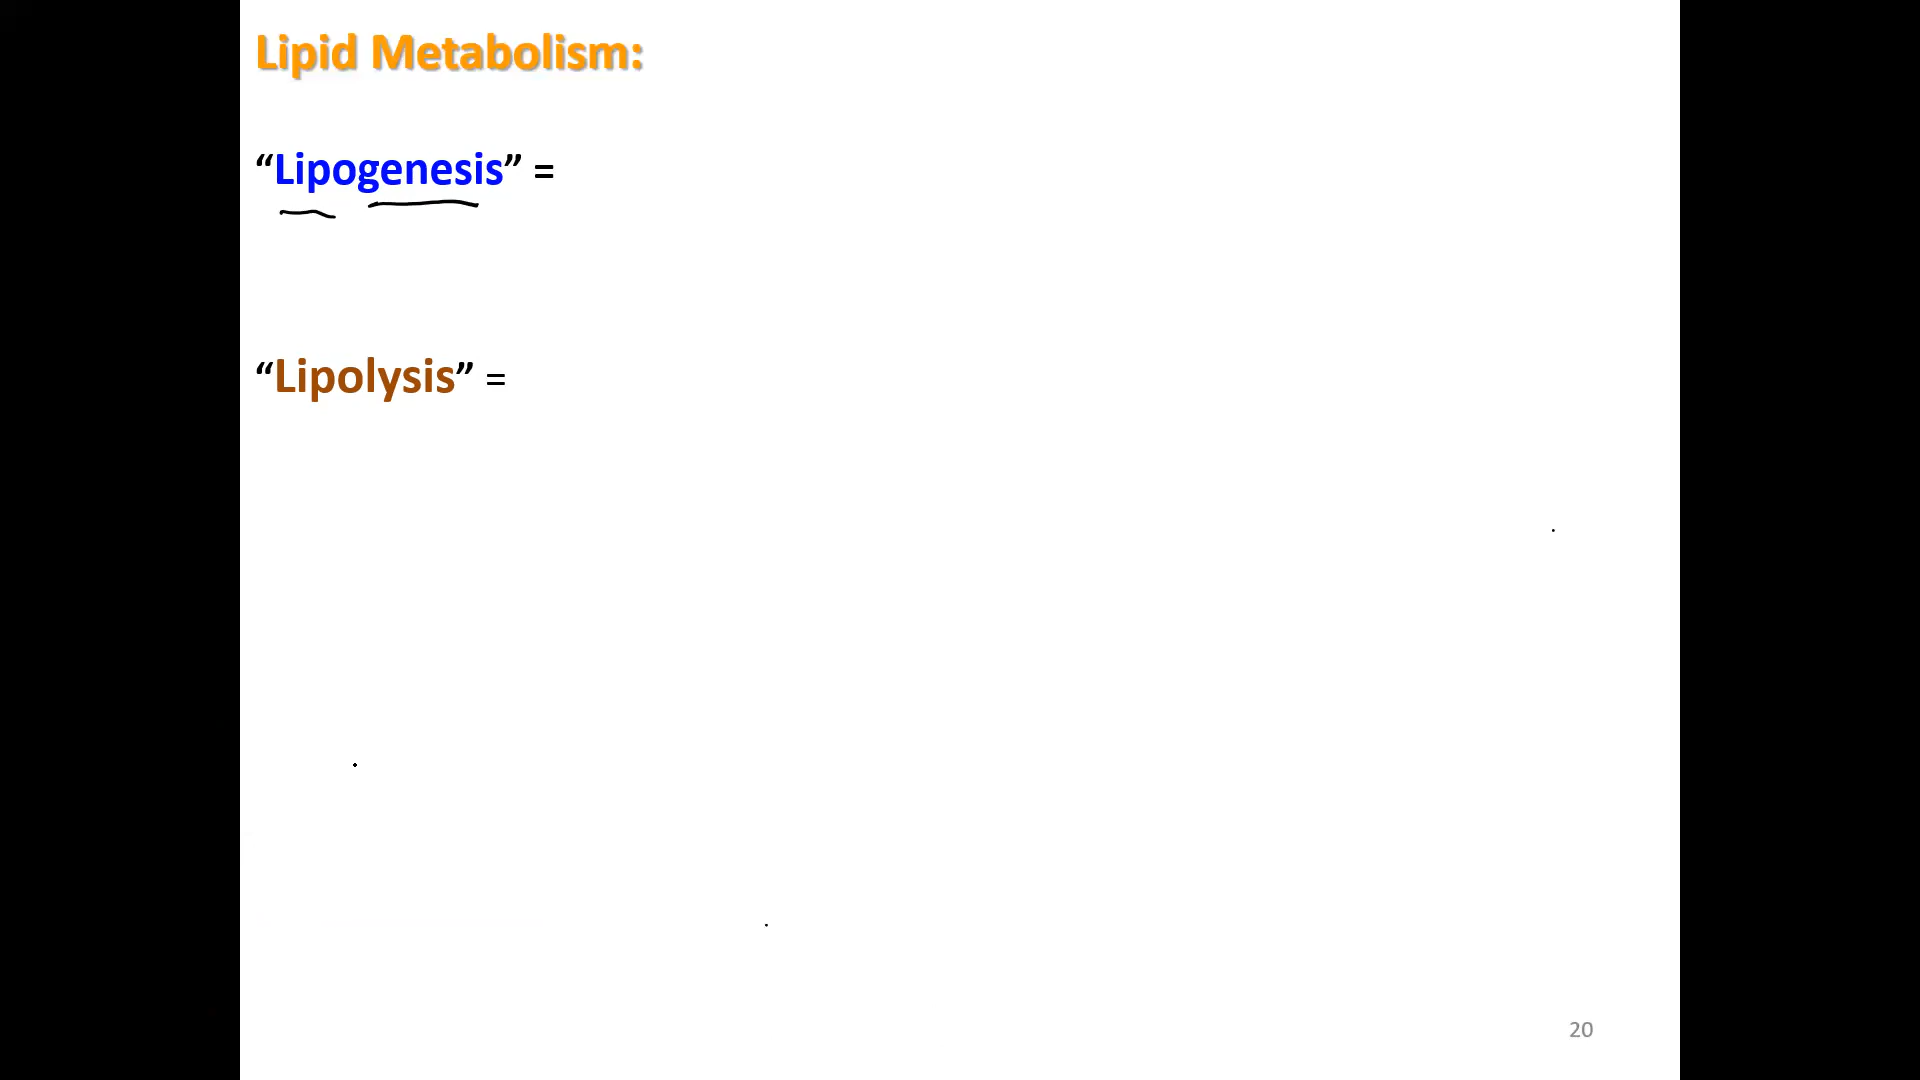 Lipid Metabolism:
“Lipogenesis” =
“Lipolysis” =
20